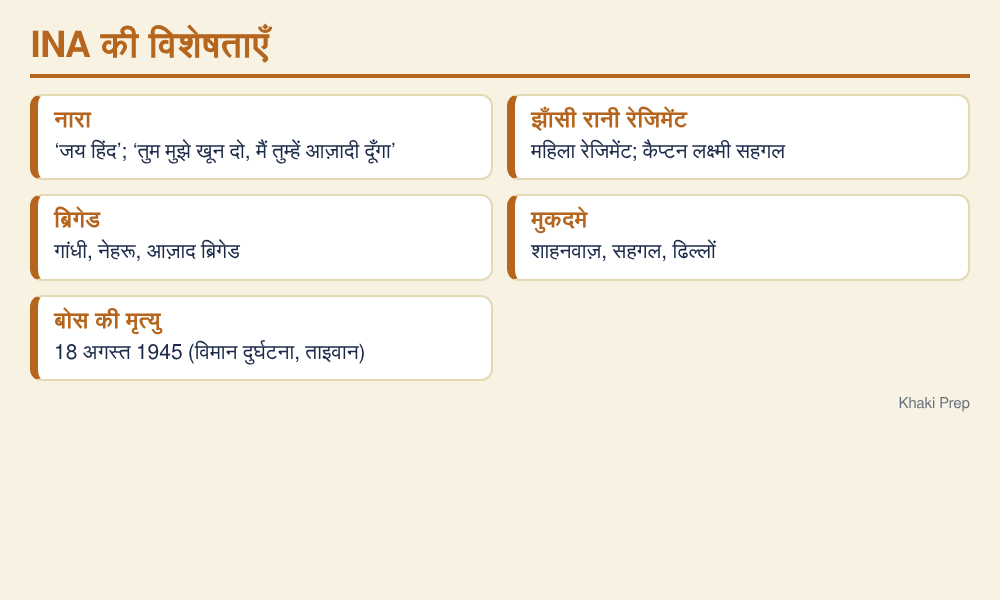 INA की विशेषताएँ
नारा
‘जय हिंद’; ‘तुम मुझे खून दो, मैं तुम्हें आज़ादी दूँगा’
झाँसी रानी रेजिमेंट
महिला रेजिमेंट; कैप्टन लक्ष्मी सहगल
ब्रिगेड
गांधी, नेहरू, आज़ाद ब्रिगेड
मुकदमे
शाहनवाज़, सहगल, ढिल्लों
बोस की मृत्यु
18 अगस्त 1945 (विमान दुर्घटना, ताइवान)
Khaki Prep